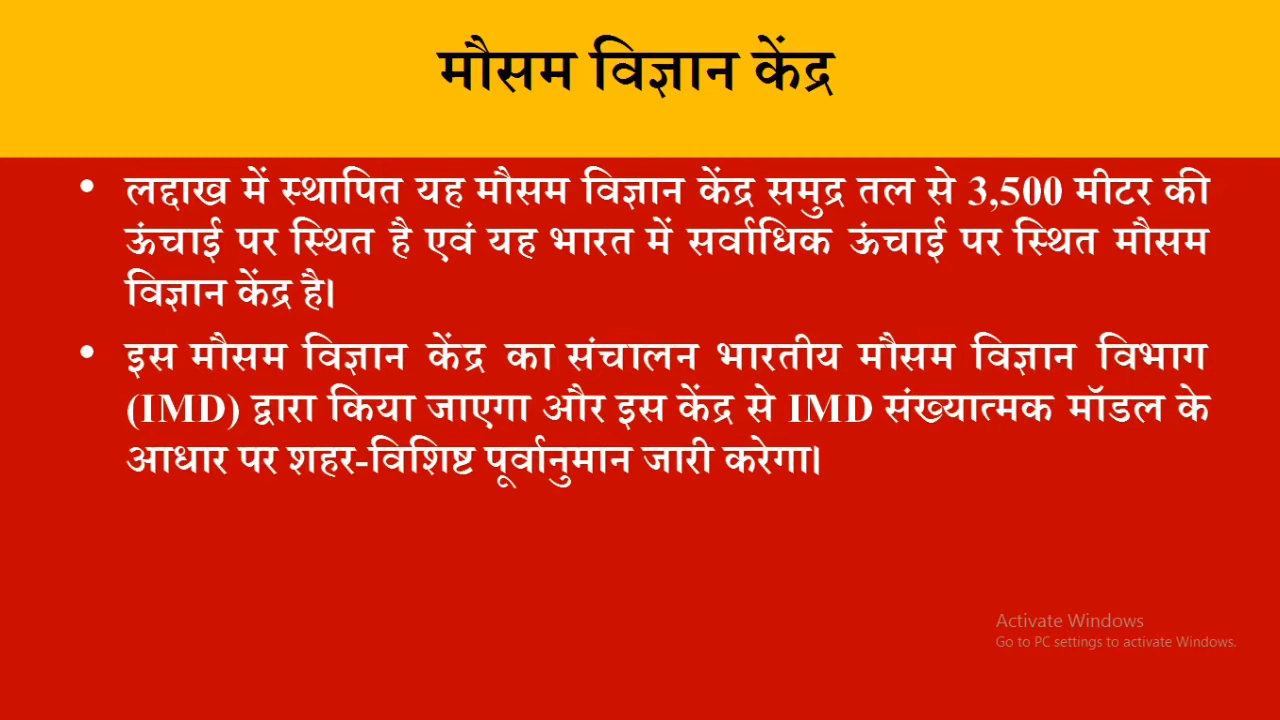 मौसम विज्ञान केंद्र
• लद्दाख में स्थापित यह मौसम विज्ञान केंद्र समुद्र तल से 3,500 मीटर की
ऊंचाई पर स्थित है एवं यह भारत में सर्वाधिक ऊंचाई पर स्थित मौसम
विज्ञान केंद्र है।
• इस मौसम विज्ञान केंद्र का संचालन भारतीय मौसम विज्ञान विभाग
(IMD) द्वारा किया जाएगा और इस केंद्र से IMD संख्यात्मक मॉडल के
आधार पर शहर-विशिष्ट पूर्वानुमान जारी करेगा।
Activate Windows
Go to PC settings to activate Windows.